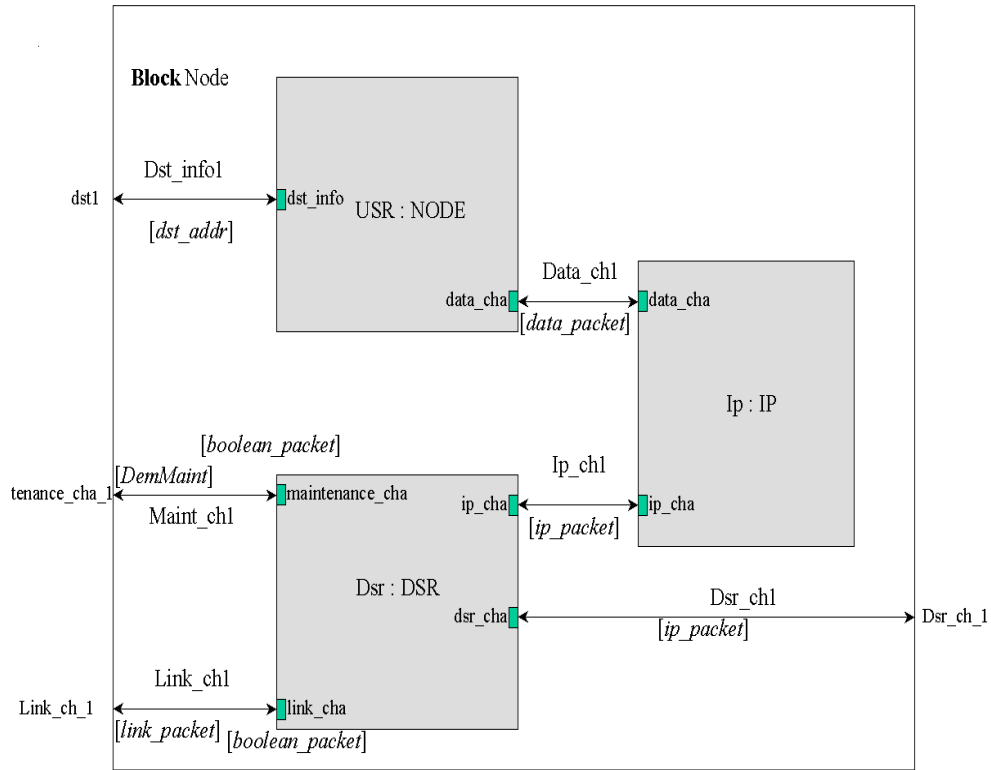 Block Node
Dst_info1
dst1
dst_info
USR : NODE
[dst_addr]
Data_ch1
data_cha
data_cha
[data_packet]
Ip : IP
[boolean_packet]
[DemMaint]
Ip_ch1
tenance_cha_1
maintenance_cha
ip_cha
ip_cha
Maint_ch1
[ip_packet]
Dsr : DSR
Dsr_ch1
dsr_cha
Dsr_ch_1
[ip_packet]
Link_ch1
Link_ch_1
link_cha
[link_packet]
[boolean_packet]